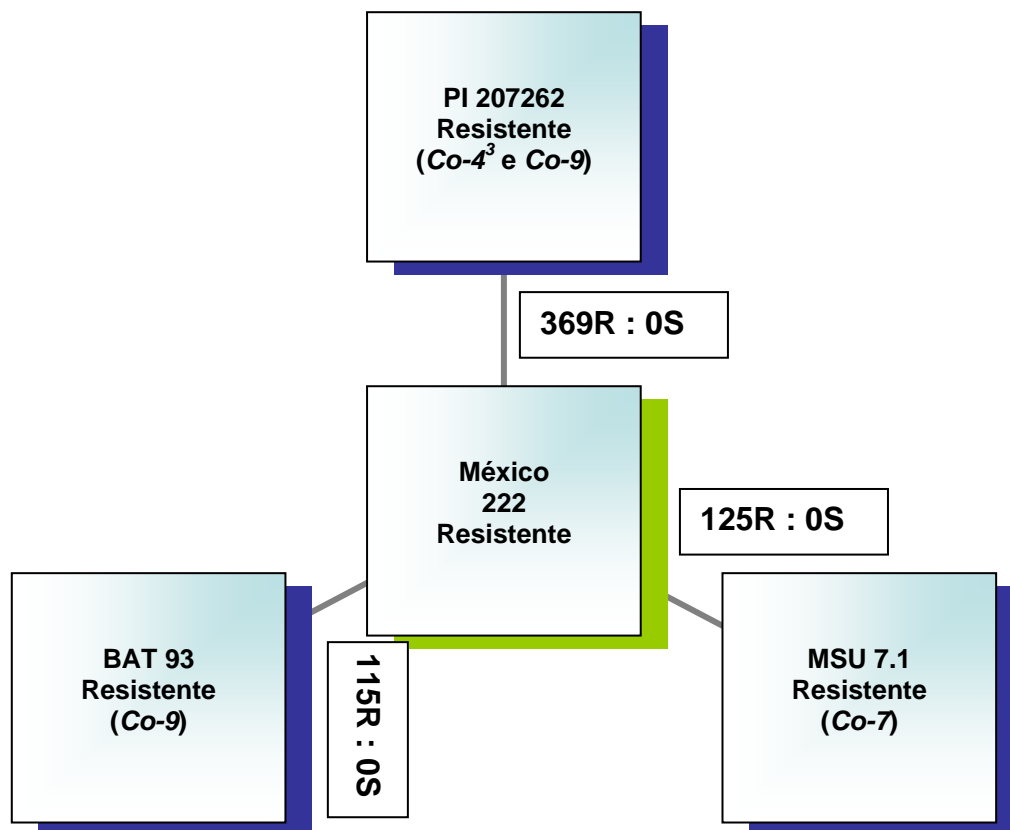 PI 207262
Resistente
(Co-4³ e Co-9)
369R : 0S
México
222
Resistente
125R : 0S
BAT 93
Resistente
(Co-9)
115R : 0S
MSU 7.1
Resistente
(Co-7)